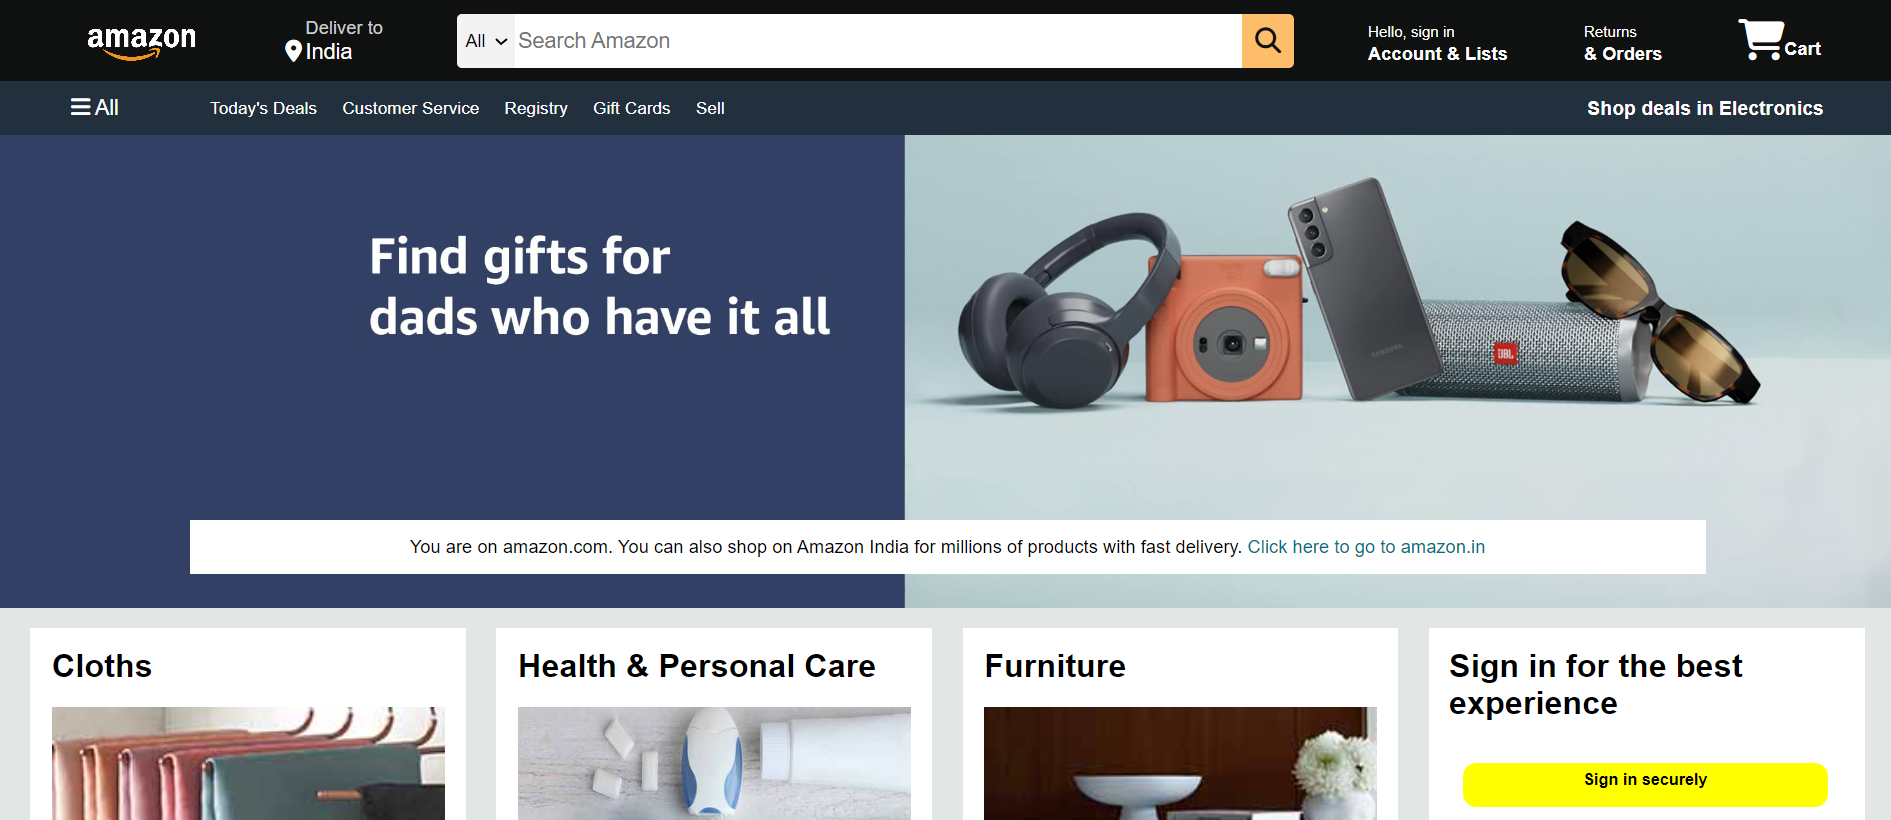 amazon
Deliver to
India
All
Search Amazon
Hello, sign in
Account & Lists
Returns
& Orders
Cart
All
Today's Deals
Customer Service
Registry
Gift Cards
Sell
Shop deals in Electronics
Find gifts for
dads who have it all
SAMSUNG
JBL
You are on amazon.com. You can also shop on Amazon India for millions of products with fast delivery. Click here to go to amazon.in
Cloths
Health & Personal Care
Furniture
Sign in for the best
experience
Sign in securely